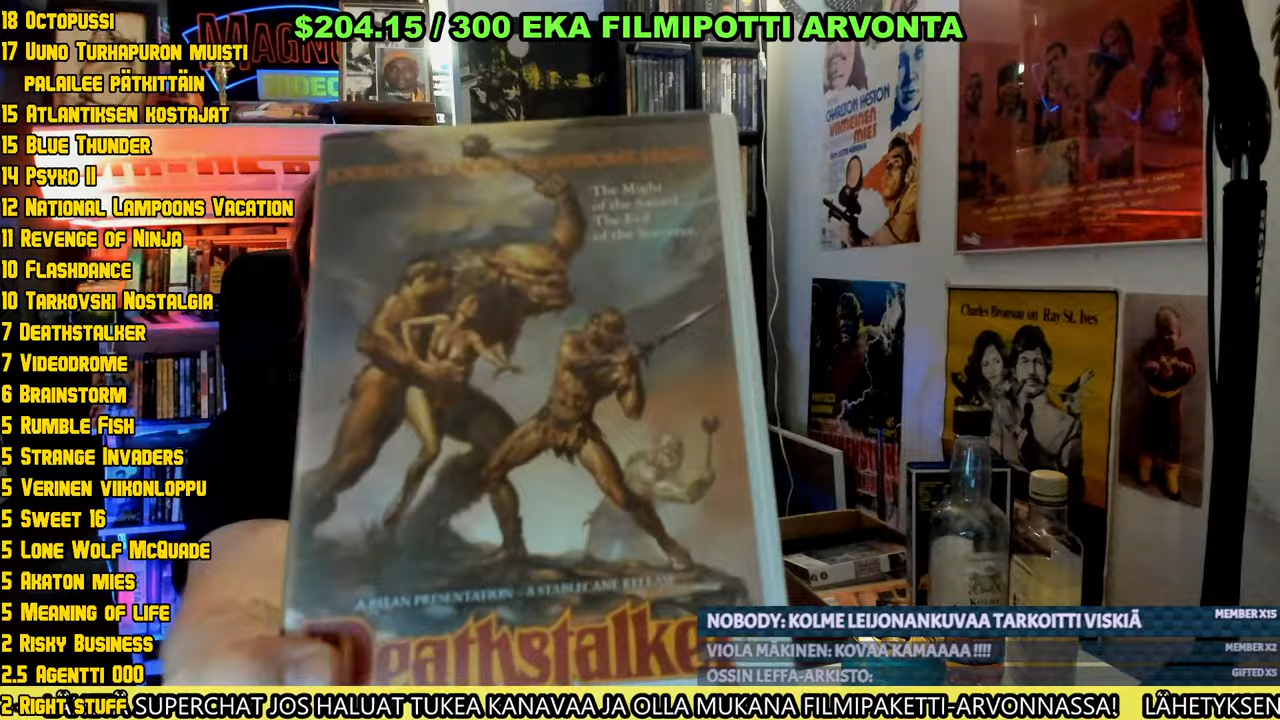 $204.15 / 300 EKA FILMIPOTTI ARVONTA
18 OCTOPUSSI
17 UUNO TURHAPURON MUISTI
PALAILEE PÄTKITTÄIN
15 ATLANTIKSEN KOSTAJAT
15 BLUE THUNDER
14 PSYKO II
12 NATIONAL LAMPOONS VACATION
11 REVENGE OF NINJA
10 FLASHDANCE
10 TARKOVSKI NOSTALGIA
7 DEATHSTALKER
7 VIDEODROME
6 BRAINSTORM
5 RUMBLE FISH
5 STRANGE INVADERS
5 VERINEN VIIKONLOPPU
5 SWEET 16
5 LONE WOLF MCQUADE
5 AKATON MIES
5 MEANING OF LIFE
2 RISKY BUSINESS
2.5 AGENTTI 000
2 RIGHT STUFF
MAGN
VIDEO
The Might
of the Sword
The Evil
of the Sorcerer
A PALAN PRESENTATION - A STABLECANE RELEASE
Deathstalke
CHARLTON HESTON
VIIMEINEN
MIES
Charles Bronson on Ray St. Ives
NOBODY: KOLME LEIJONANKUVAA TARKOITTI VISKIÄ
MEMBER X15
VIOLA MÄKINEN: KOVAA KAMAAAA !!!!
MEMBER X2
OSSIN LEFFA-ARKISTO:
GIFTED X5
SUPERCHAT JOS HALUAT TUKEA KANAVAA JA OLLA MUKANA FILMIPAKETTI-ARVONNASSA! LÄHETYKSEN